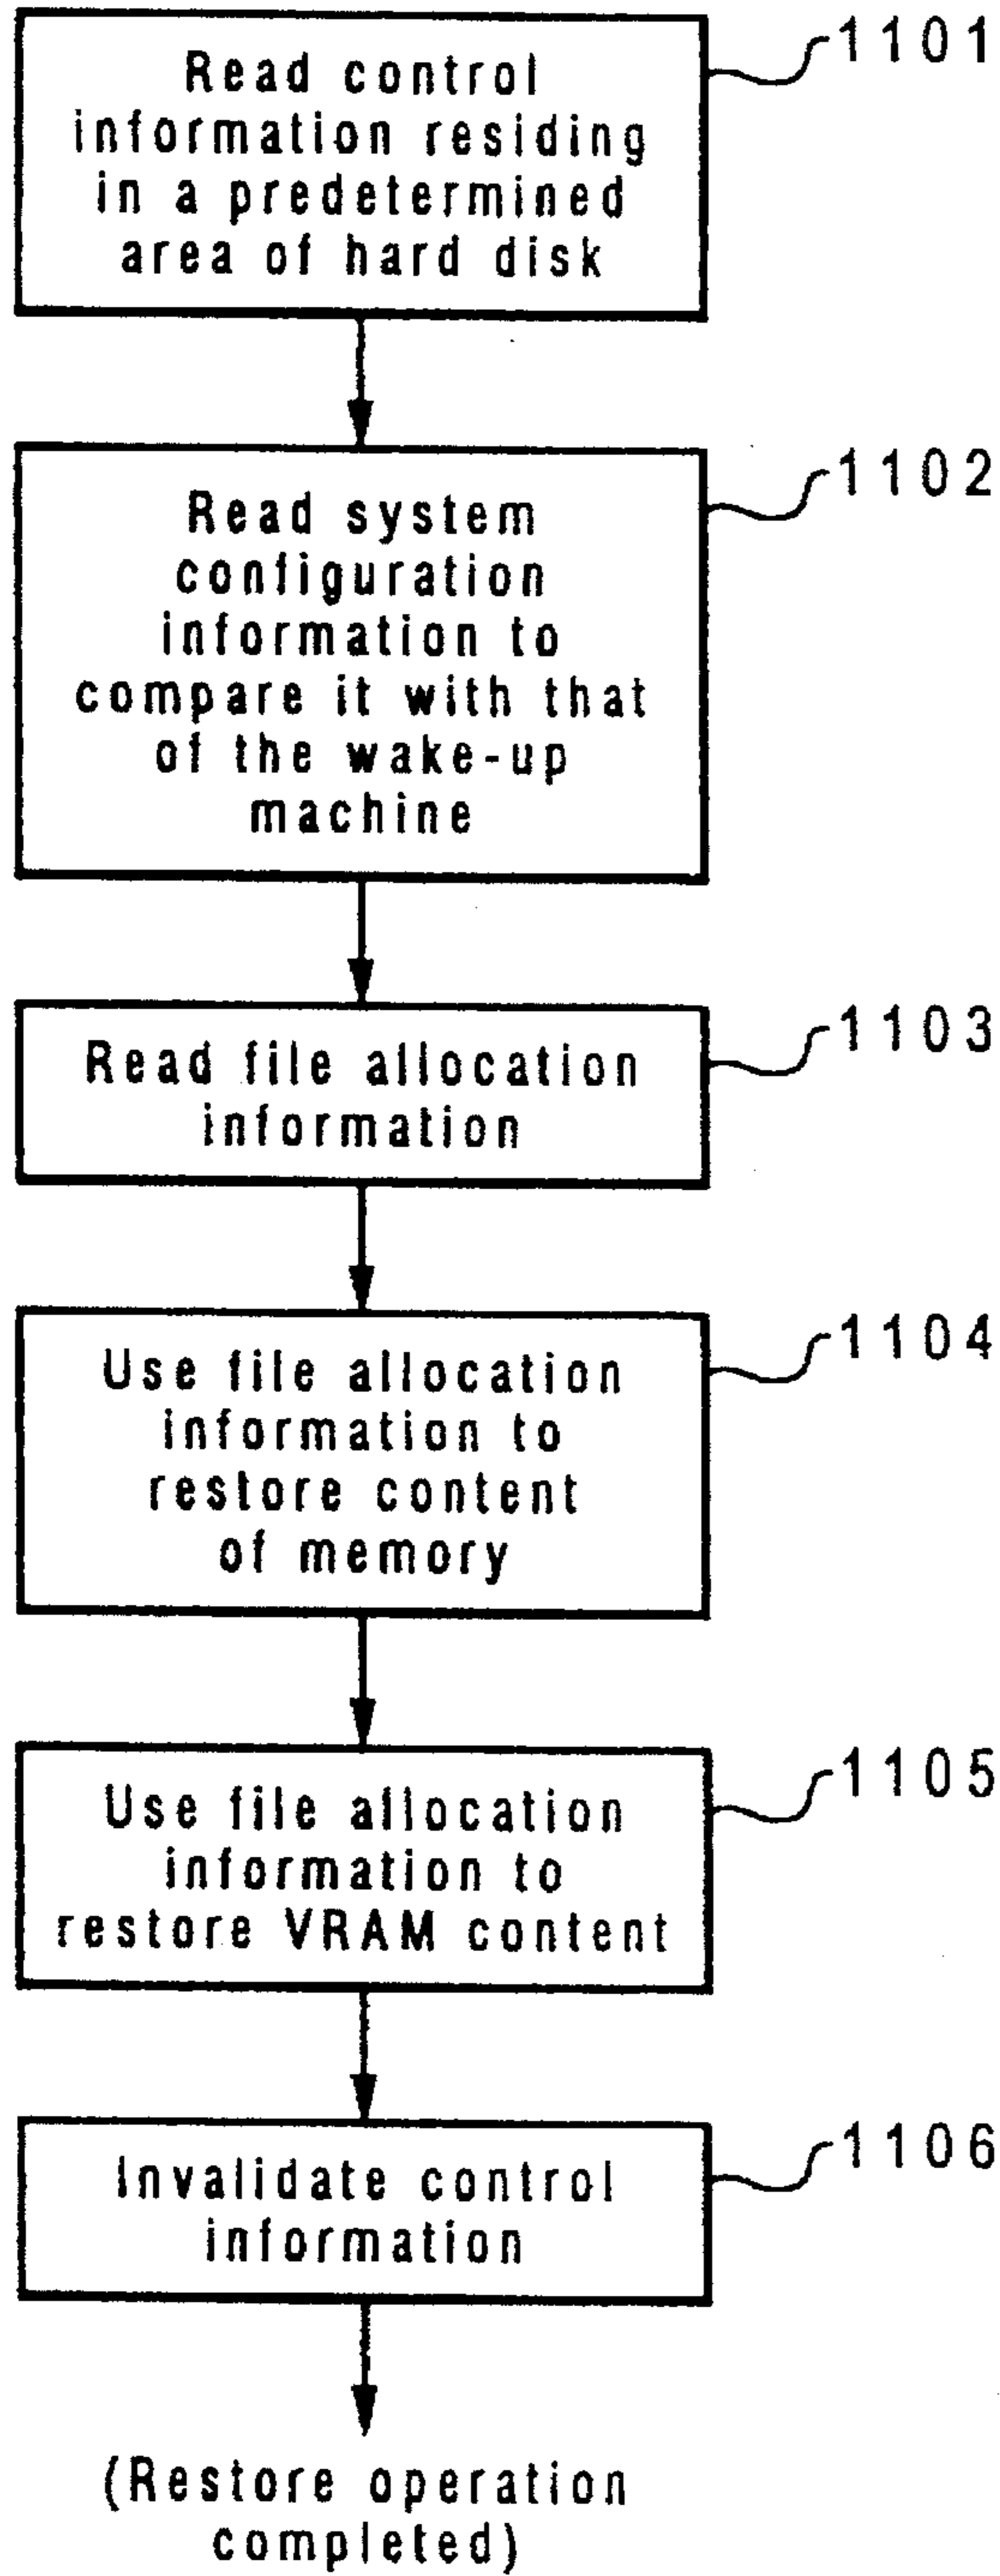 Read control
information residing
in a predetermined
area of hard disk
1101
Read system
configuration
information to
compare it with that
of the wake-up
machine
1102
Read file allocation
information
1103
Use file allocation
information to
restore content
of memory
1104
Use file allocation
information to
restore VRAM content
1105
Invalidate control
information
1106
(Restore operation
completed)